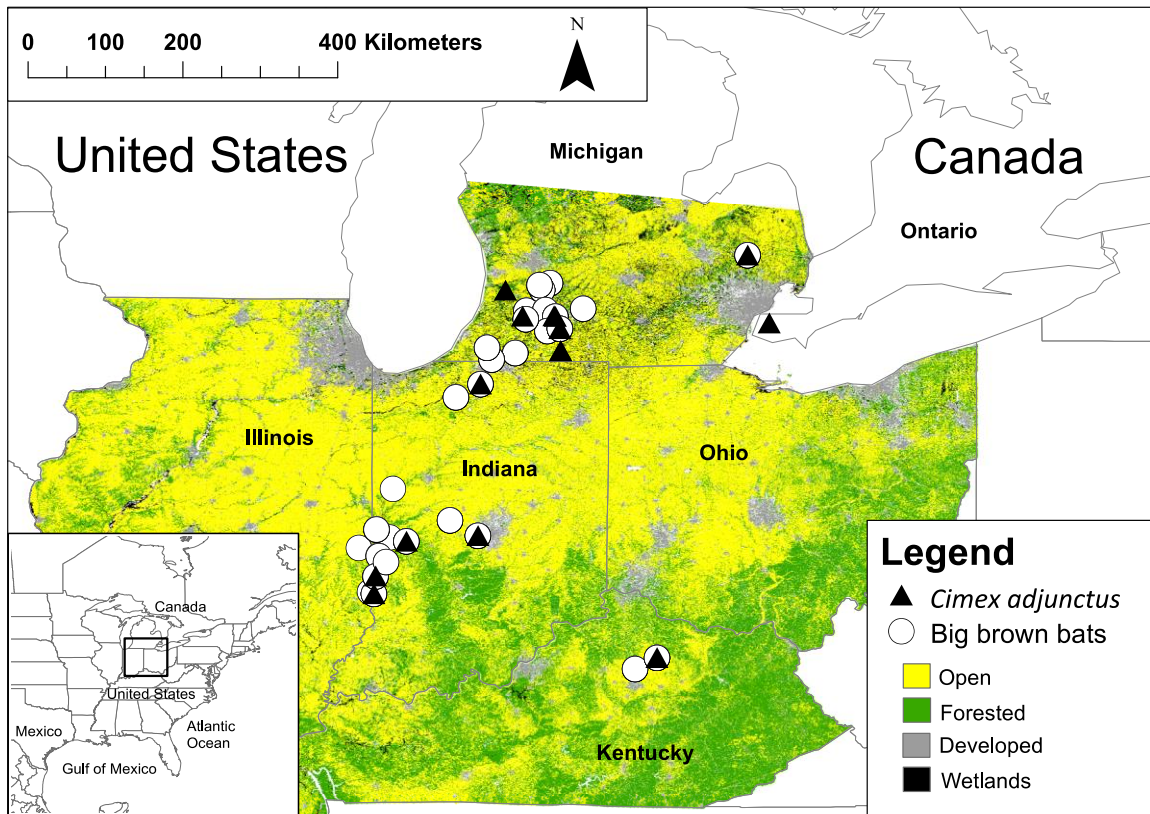 0 100 200 400 Kilometers
N
United States
Michigan
Canada
Ontario
Illinois
Indiana
Ohio
Kentucky
Legend
Cimex adjunctus
Big brown bats
Open
Forested
Developed
Wetlands
Canada
United States
Mexico
Atlantic
Ocean
Gulf of Mexico